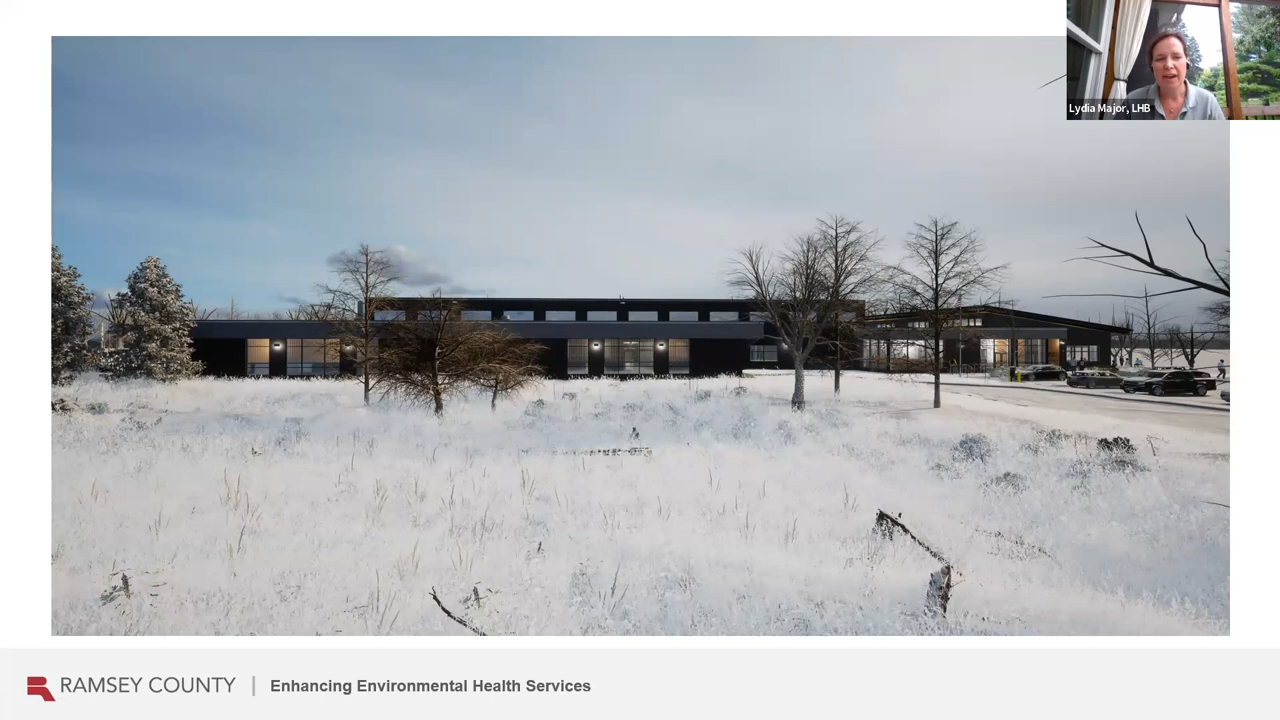 Lydia Major, LHB
RAMSEY COUNTY
Enhancing Environmental Health Services